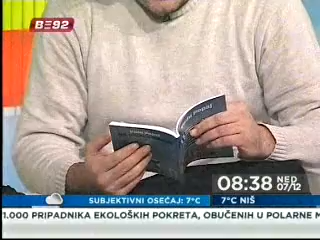 B92
08:38 NED
07/12
SUBJEKTIVNI OSEĆAJ: 7°C 7°C NIŠ
1.000 PRIPADNIKA EKOLOŠKIH POKRETA, OBUČENIH U POLARNE M